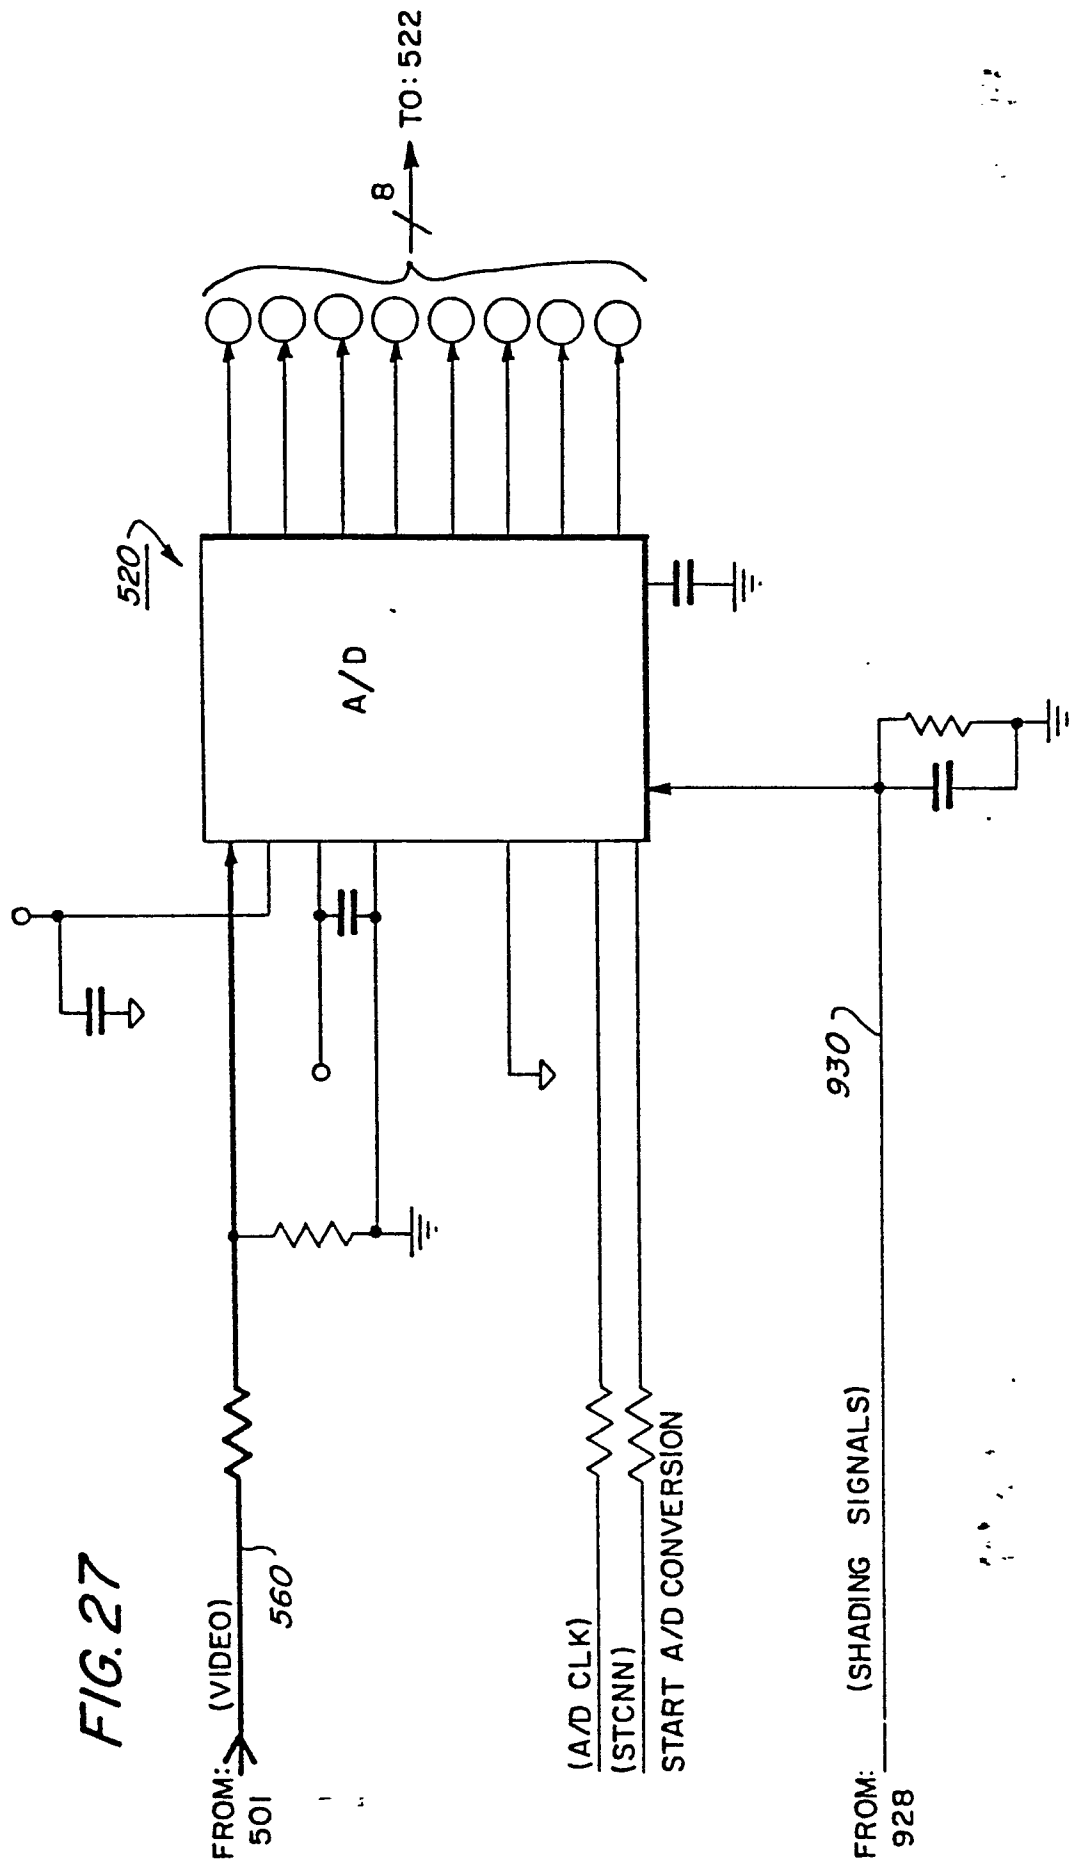 FIG. 27
FROM:
501
(VIDEO)
560
520
A/D
8
TO: 522
(A/D CLK)
(STCNN)
START A/D CONVERSION
FROM:
928
(SHADING SIGNALS)
930